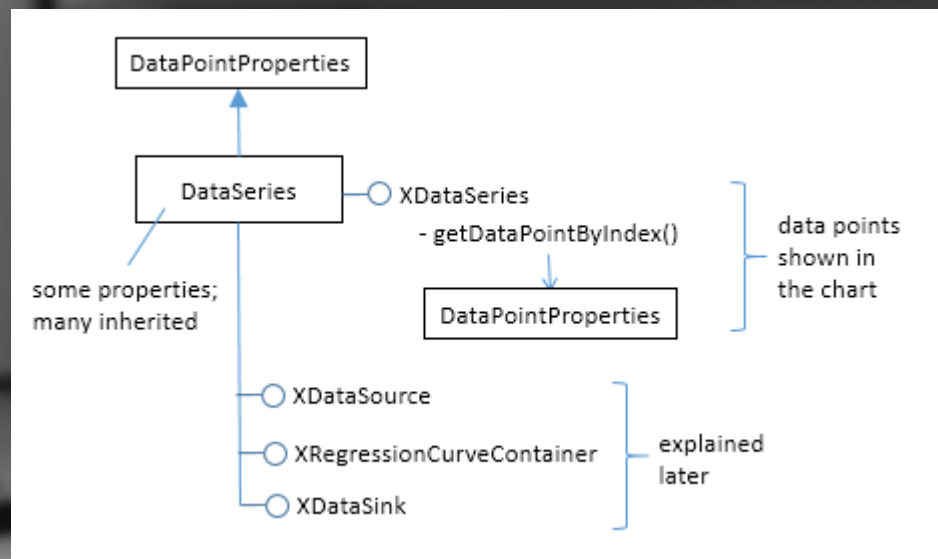 DataPointProperties
DataSeries
XDataSeries
- getDataPointByIndex()
DataPointProperties
data points
shown in
the chart
some properties;
many inherited
XDataSource
XRegressionCurveContainer
XDataSink
explained
later